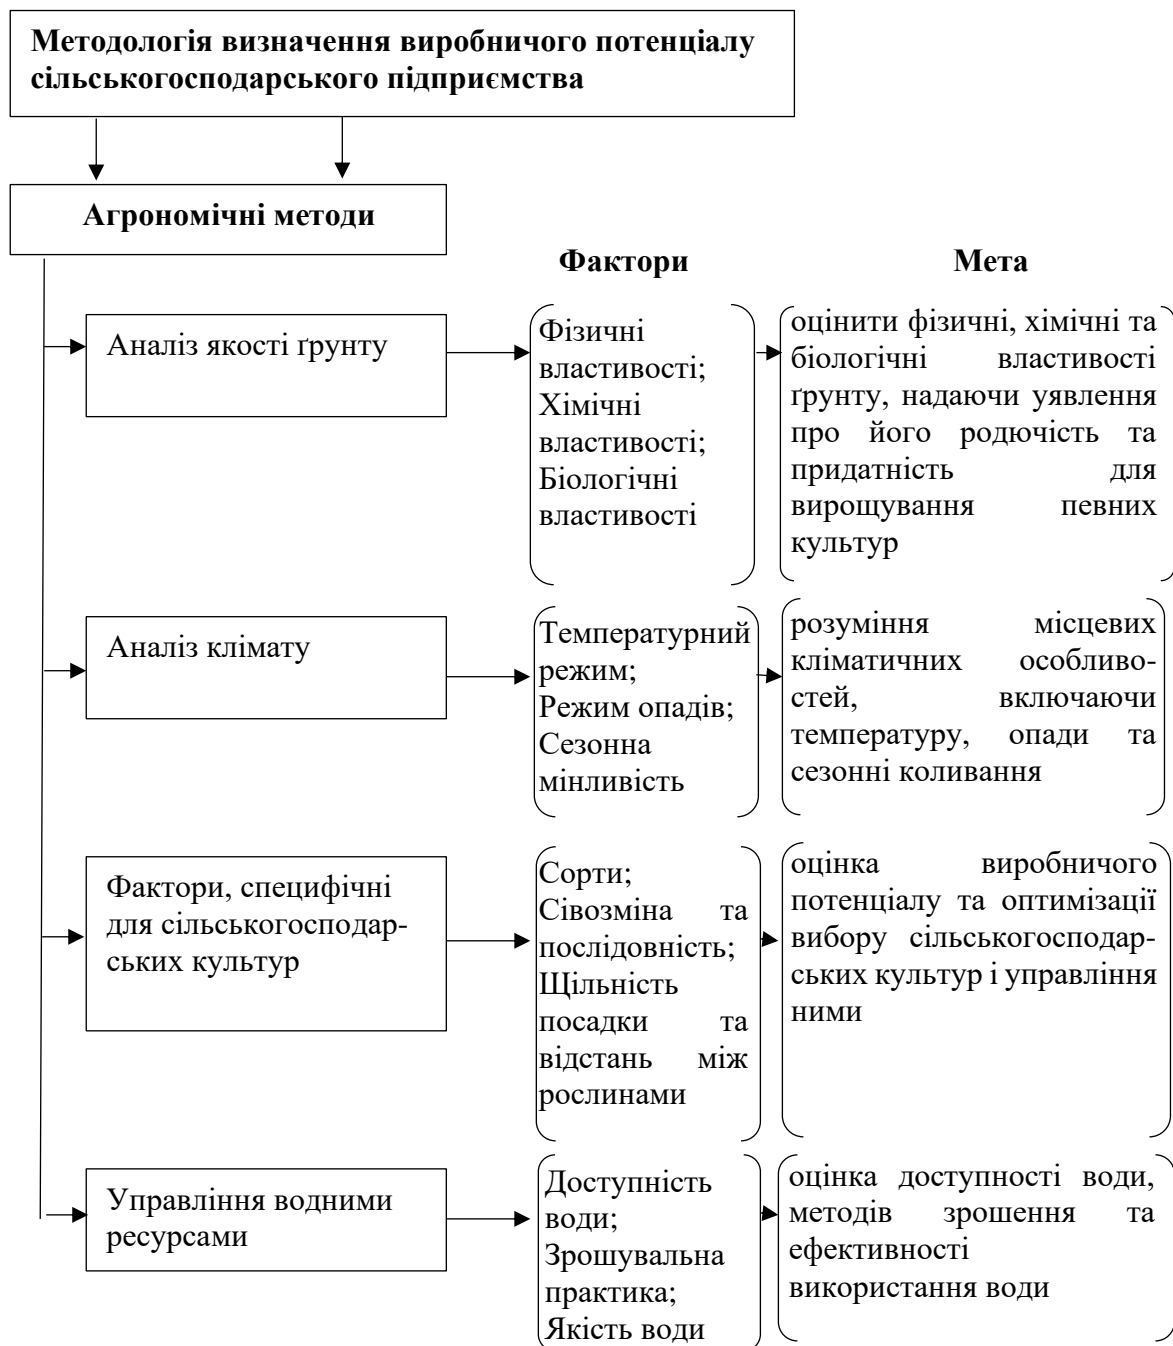 Методологія визначення виробничого потенціалу
сільськогосподарського підприємства
Агрономічні методи
Фактори
Мета
Аналіз якості ґрунту
Фізичні
властивості;
Хімічні
властивості;
Біологічні
властивості
оцінити фізичні, хімічні та
біологічні властивості
ґрунту, надаючи уявлення
про його родючість та
придатність для
вирощування певних
культур
Аналіз клімату
Температурний
режим;
Режим опадів;
Сезонна
мінливість
розуміння місцевих
кліматичних особливо-
стей, включаючи
температуру, опади та
сезонні коливання
Фактори, специфічні
для сільськогосподар-
ських культур
Сорти;
Сівозміна та
послідовність;
Щільність
посадки та
відстань між
рослинами
оцінка виробничого
потенціалу та оптимізації
вибору сільськогосподар-
ських культур і управління
ними
Управління водними
ресурсами
Доступність
води;
Зрошувальна
практика;
Якість води
оцінка доступності води,
методів зрошення та
ефективності
використання води